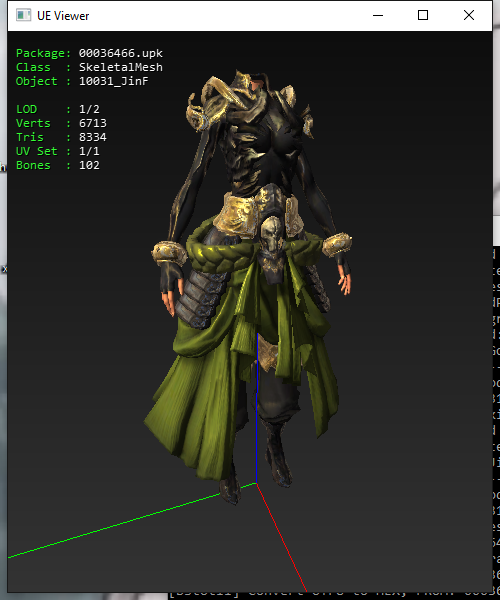 UE Viewer
Package: 00036466.upk
Class : SkeletalMesh
Object : 10031_JinF
LOD : 1/2
Verts : 6713
Tris : 8334
UV Set : 1/1
Bones : 102